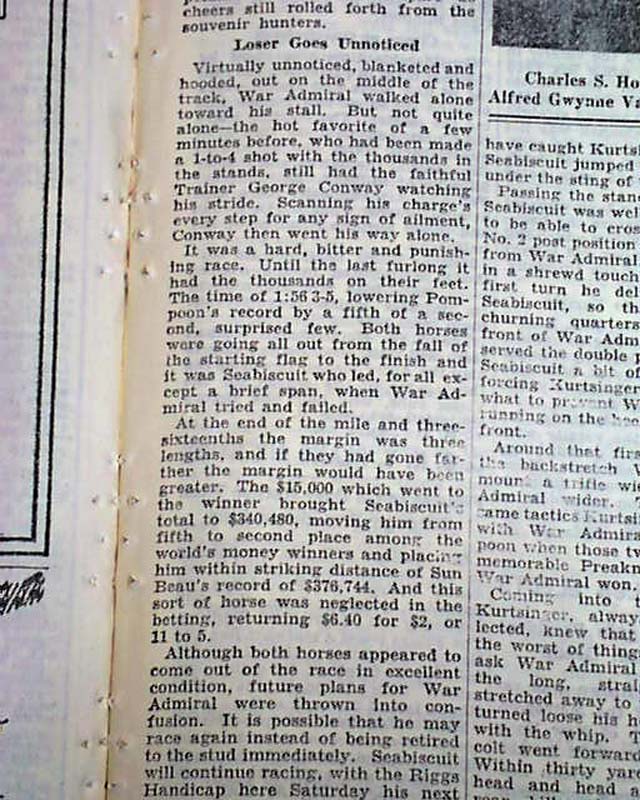 cheers still rolled forth from the
souvenir hunters.
Loser Goes Unnoticed
Virtually unnoticed, blanketed and
hooded, out on the middle of the
track, War Admiral walked alone
toward his stall. But not quite
alone—the hot favorite of a few
minutes before, who had been made
a 1-to-4 shot with the thousands in
the stands, still had the faithful
Trainer George Conway watching
his stride. Scanning his charge's
every step for any sign of ailment,
Conway then went his way alone.
It was a hard, bitter and punish-
ing race. Until the last furlong it
had the thousands on their feet.
The time of 1:56 3-5, lowering Pom-
poon's record by a fifth of a sec-
ond, surprised few. Both horses
were going all out from the fall of
the starting flag to the finish and
it was Seabiscuit who led, for all ex-
cept a brief span, when War Ad-
miral tried and failed.
At the end of the mile and three-
sixteenths the margin was three
lengths, and if they had gone far-
ther the margin would have been
greater. The $15,000 which went to
the winner brought Seabiscuit's
total to $340,480, moving him from
fifth to second place among the
world's money winners and placing
him within striking distance of Sun
Beau's record of $376,744. And this
sort of horse was neglected in the
betting, returning $6.40 for $2, or
11 to 5.
Although both horses appeared to
come out of the race in excellent
condition, future plans for War
Admiral were thrown into con-
fusion. It is possible that he may
race again instead of being retired
to the stud immediately. Seabiscuit
will continue racing, with the Riggs
Handicap here Saturday his next
Charles S. Ho
Alfred Gwynne Va
have caught Kurtsi
Seabiscuit jumped
under the sting of
Passing the stan
Seabiscuit was wel
to be able to cros
No. 2 post position
from War Admiral
in a shrewd touch
first turn he del
Seabiscuit, so th
churning quarters
front of War Adm
served the double
Seabiscuit a bit of
forcing Kurtsinger
what to prevent W
running on the
front.
Around that firs
the backstretch W
mount a trifle wi
Admiral wider.
same tactics Kurtsi
with War Admira
poon when those tw
memorable Preakn
War Admiral won.
Coming into t
Kurtsinger, alway
lected, knew that
the worst of things
ask War Admiral
the long, strai
stretched away to
turned loose his h
with the whip. T
colt went forward
Within thirty yar
head and head a